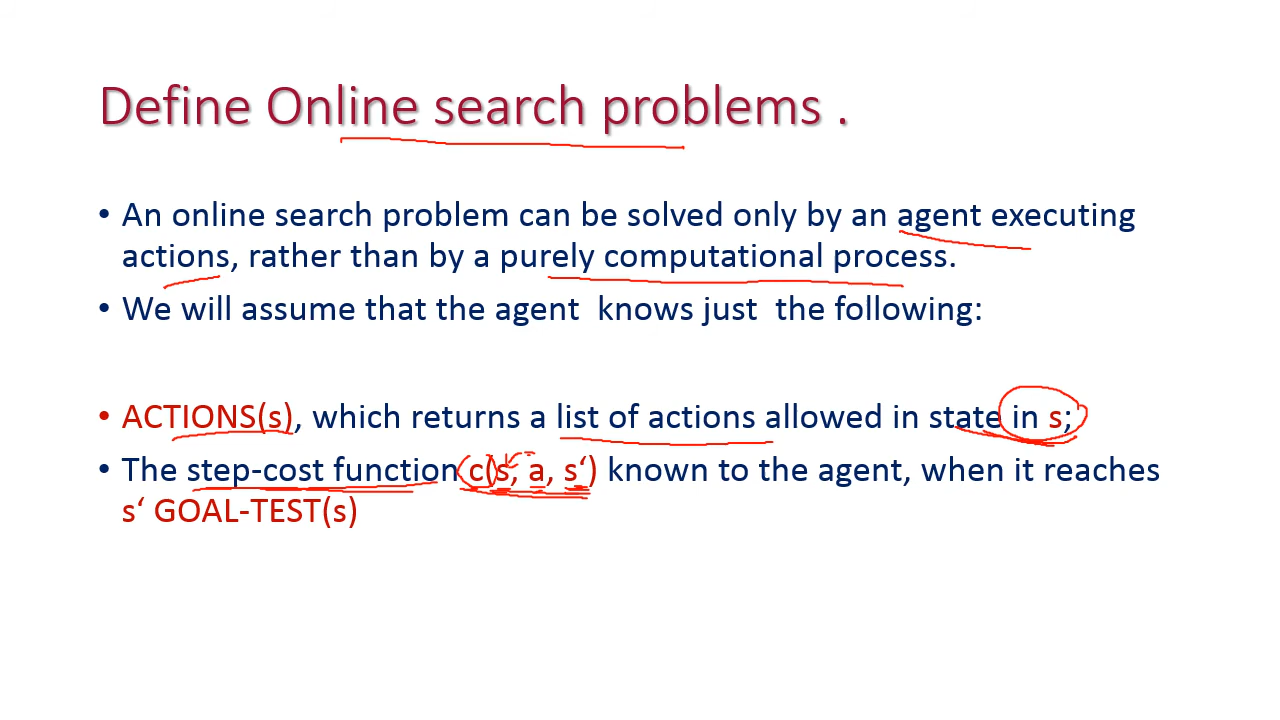 Define Online search problems .
• An online search problem can be solved only by an agent executing
actions, rather than by a purely computational process.
• We will assume that the agent  knows just  the following:
• ACTIONS(s), which returns a list of actions allowed in state in s;
• The step-cost function c(s, a, s‘) known to the agent, when it reaches
s‘ GOAL-TEST(s)